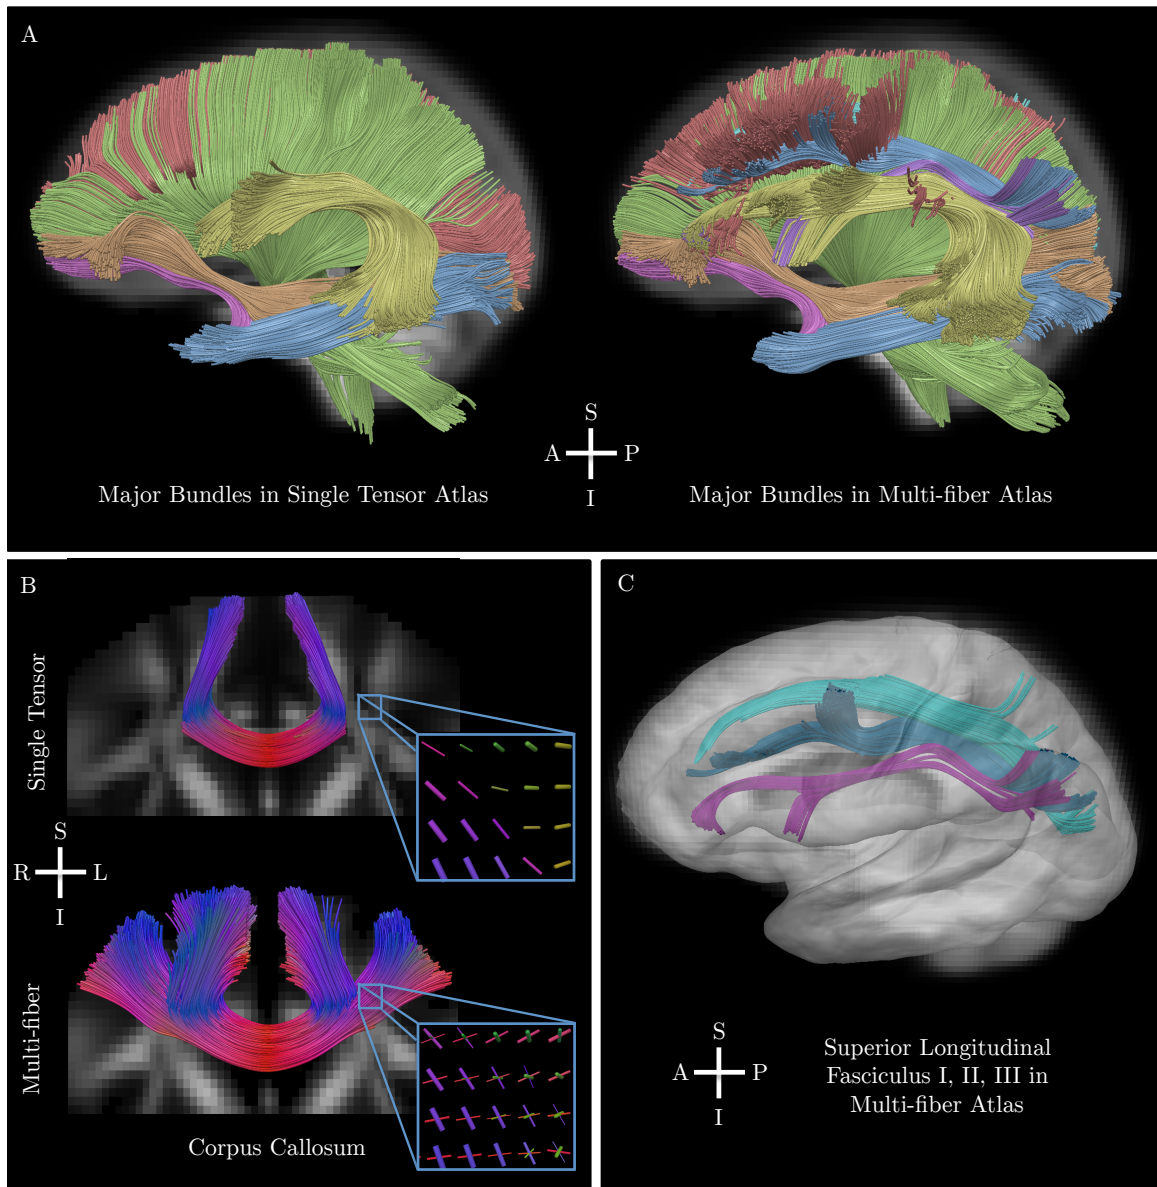 A
S
A P
I
Major Bundles in Single Tensor Atlas
Major Bundles in Multi-fiber Atlas
B
Single Tensor
S
R L
I
Multi-fiber
Corpus Callosum
C
S
A P
I
Superior Longitudinal
Fasciculus I, II, III in
Multi-fiber Atlas